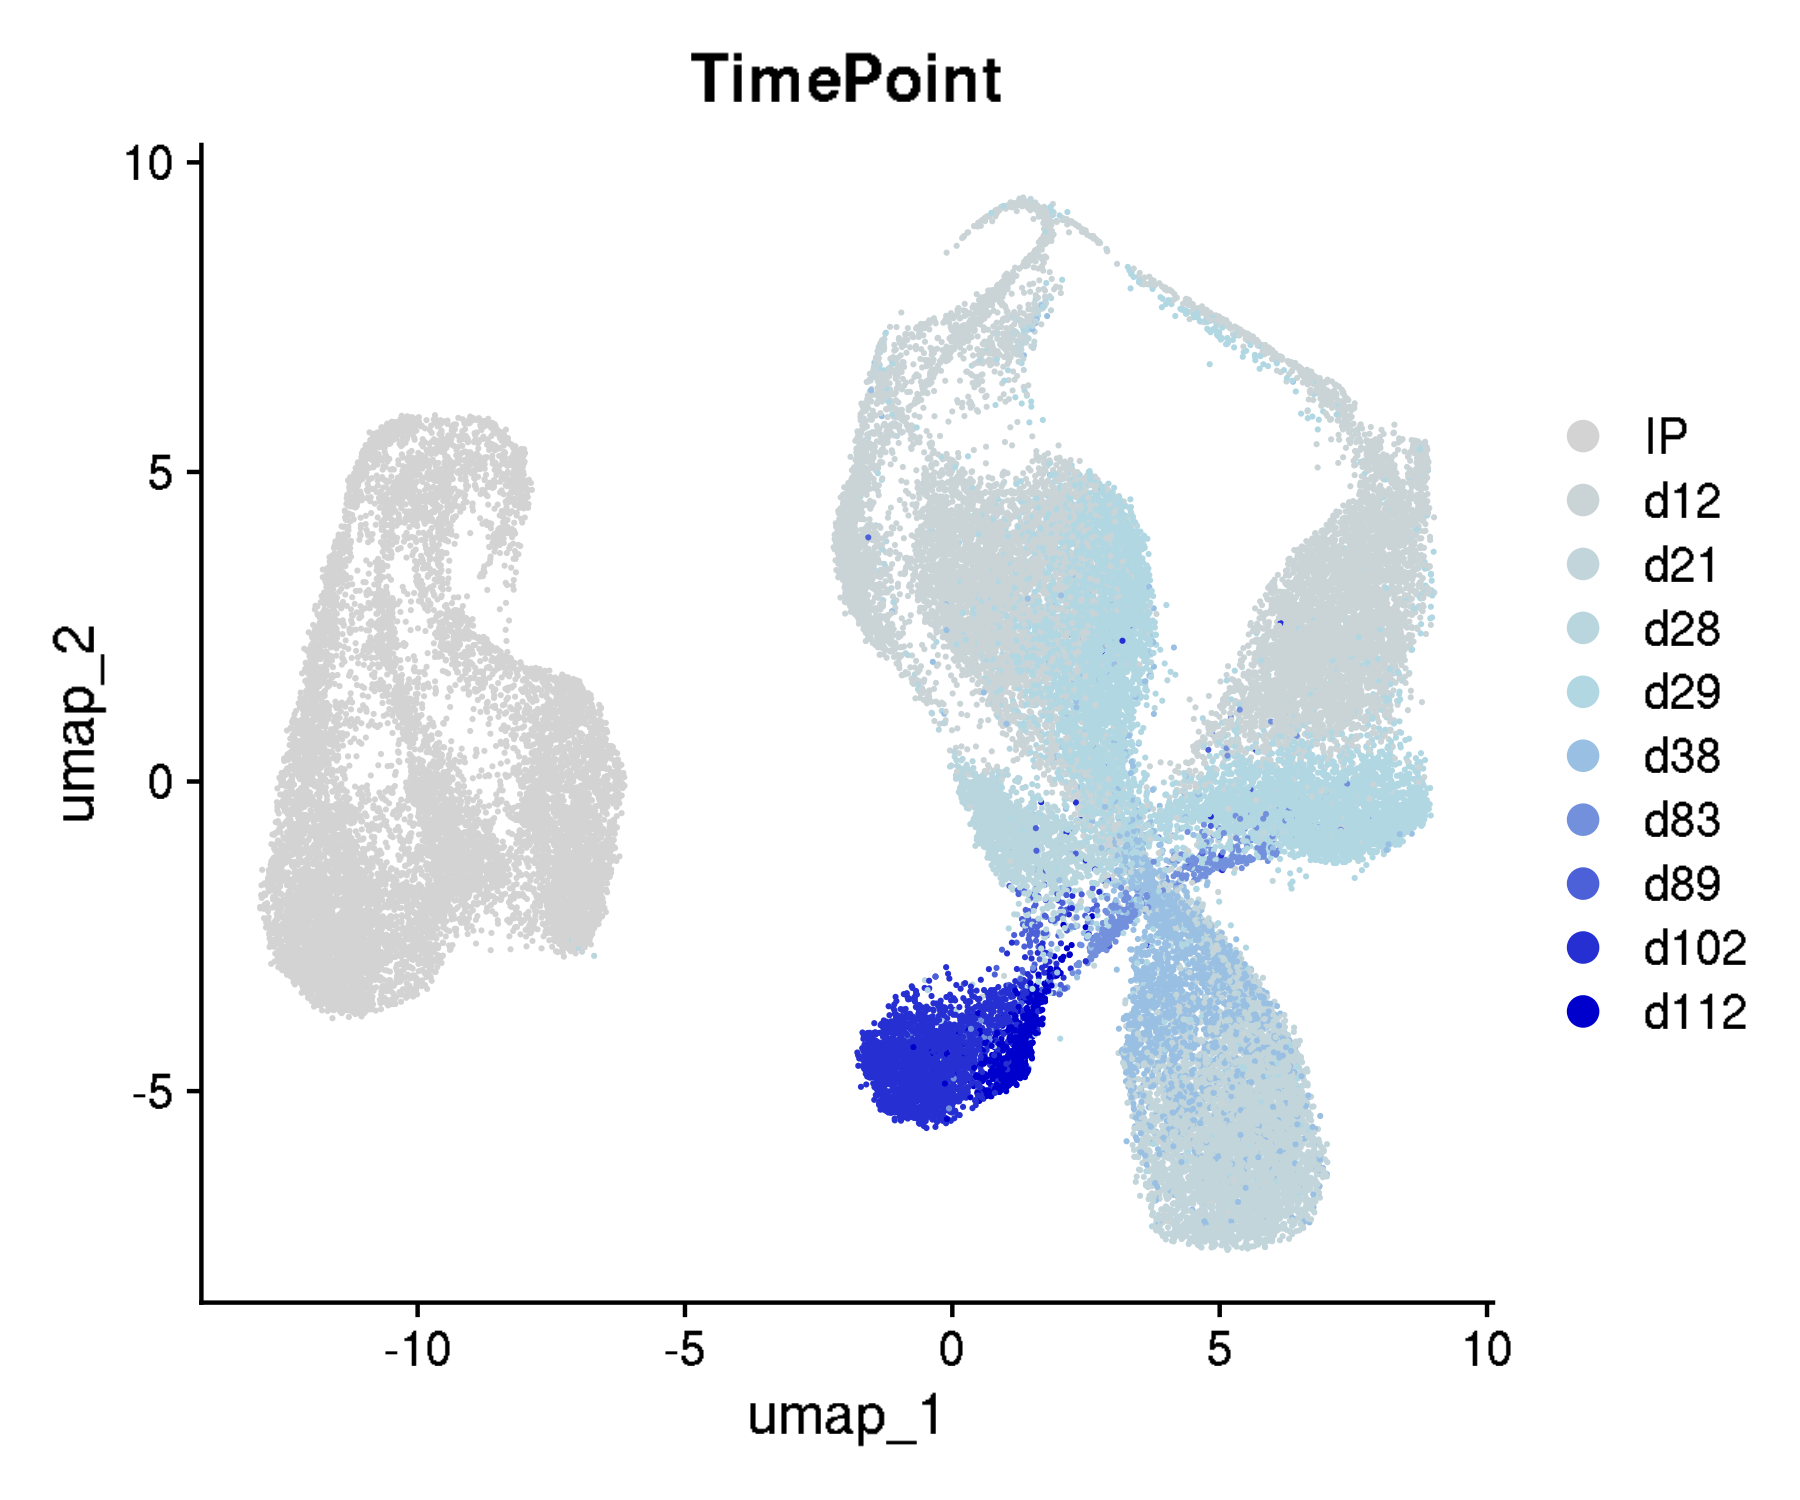 TimePoint
10
5
0
-5
umap_2
-10
-5
0
5
10
umap_1
IP
d12
d21
d28
d29
d38
d83
d89
d102
d112